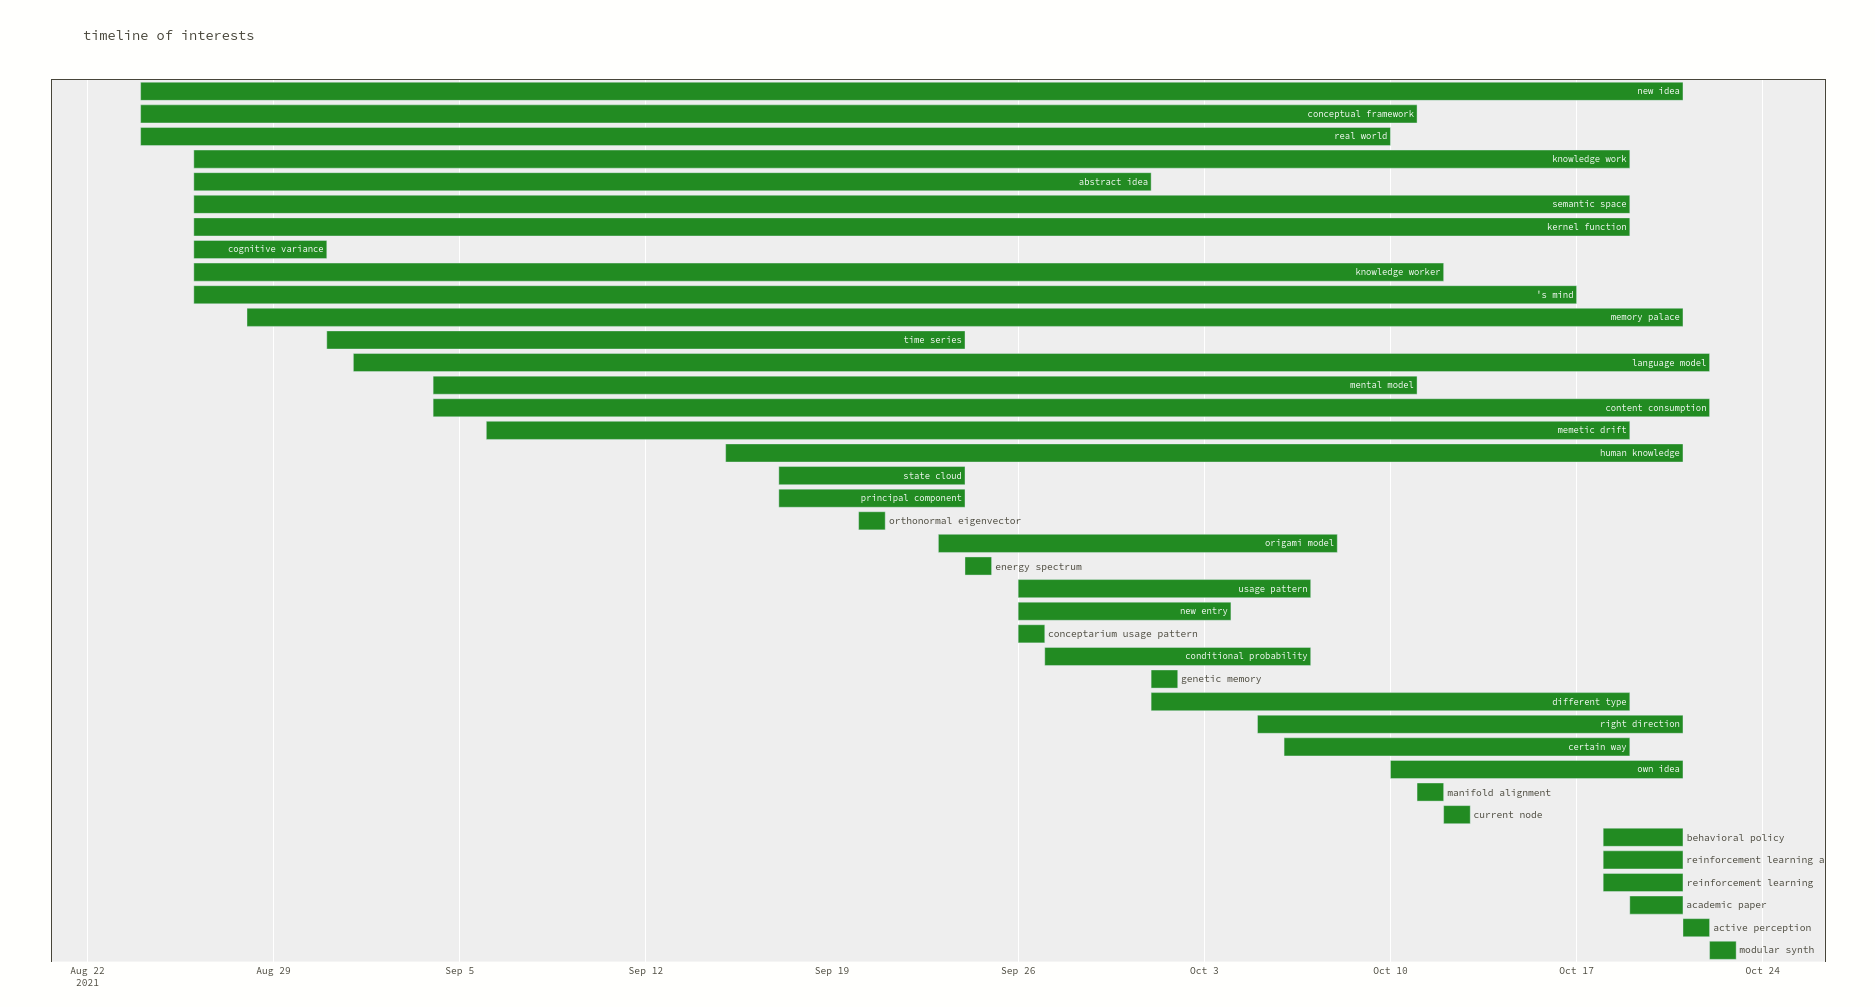 timeline of interests
new idea
conceptual framework
real world
knowledge work
abstract idea
semantic space
kernel function
cognitive variance
knowledge worker
's mind
memory palace
time series
language model
mental model
content consumption
memetic drift
human knowledge
state cloud
principal component
orthonormal eigenvector
origami model
energy spectrum
usage pattern
new entry
conceptarium usage pattern
conditional probability
genetic memory
different type
right direction
certain way
own idea
manifold alignment
current node
behavioral policy
reinforcement learning a
reinforcement learning
academic paper
active perception
modular synth
Aug 22 Aug 29 Sep 5 Sep 12 Sep 19 Sep 26 Oct 3 Oct 10 Oct 17 Oct 24
2021